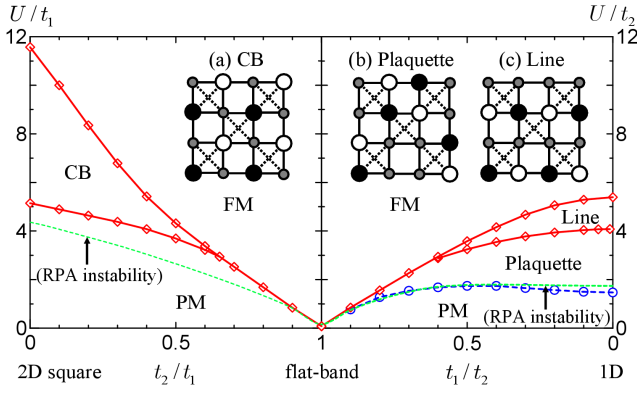 U/t₁ U/t₂
12 12
(a) CB (b) Plaquette (c) Line
8 8
CB
FM FM
Line
4 4
(RPA instability) Plaquette
PM PM
(RPA instability)
0 0
0 0.5 1 0.5 0
2D square t₂/t₁ flat-band t₁/t₂ 1D